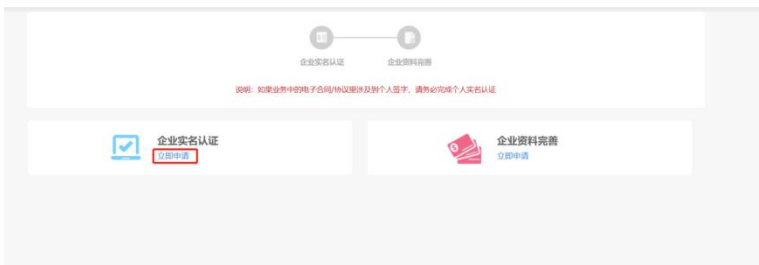 企业实名认证
企业资料完善
说明：如果业务中的电子合同/协议里涉及到个人签字，请务必完成个人实名认证
企业实名认证
立即申请
企业资料完善
立即申请